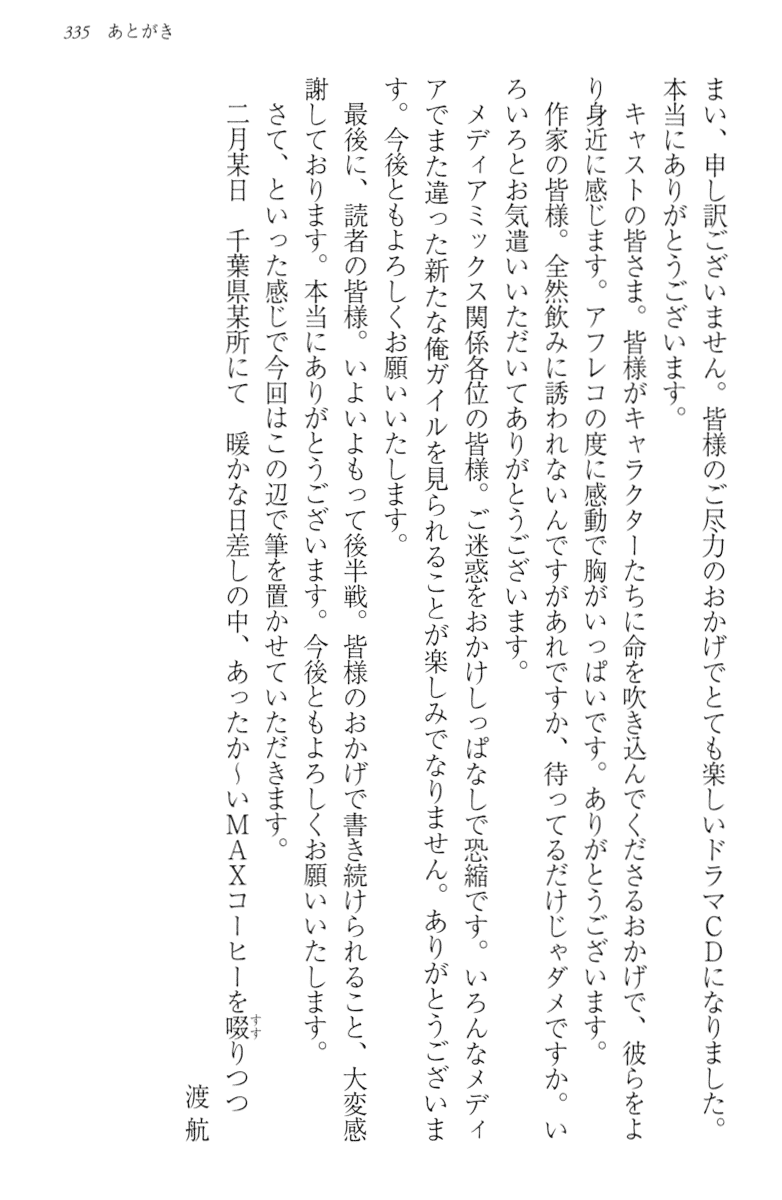 335 あとがき
まい、申し訳ございません。皆様のご尽力のおかげでとても楽しいドラマCDになりました。
本当にありがとうございます。
　キャストの皆さま。皆様がキャラクターたちに命を吹き込んでくださるおかげで、彼らをよ
り身近に感じます。アフレコの度に感動で胸がいっぱいです。ありがとうございます。
　作家の皆様。全然飲みに誘われないんですがあれですか、待ってるだけじゃダメですか。い
ろいろとお気遣いいただいてありがとうございます。
　メディアミックス関係各位の皆様。ご迷惑をおかけしっぱなしで恐縮です。いろんなメディ
アでまた違った新たな俺ガイルを見られることが楽しみでなりません。ありがとうございま
す。今後ともよろしくお願いいたします。
　最後に、読者の皆様。いよいよもって後半戦。皆様のおかげで書き続けられること、大変感
謝しております。本当にありがとうございます。今後ともよろしくお願いいたします。
　さて、といった感じで今回はこの辺で筆を置かせていただきます。
　二月某日　千葉県某所にて　暖かな日差しの中、あったか〜いMAXコーヒーを啜りつつ
すす
渡　航